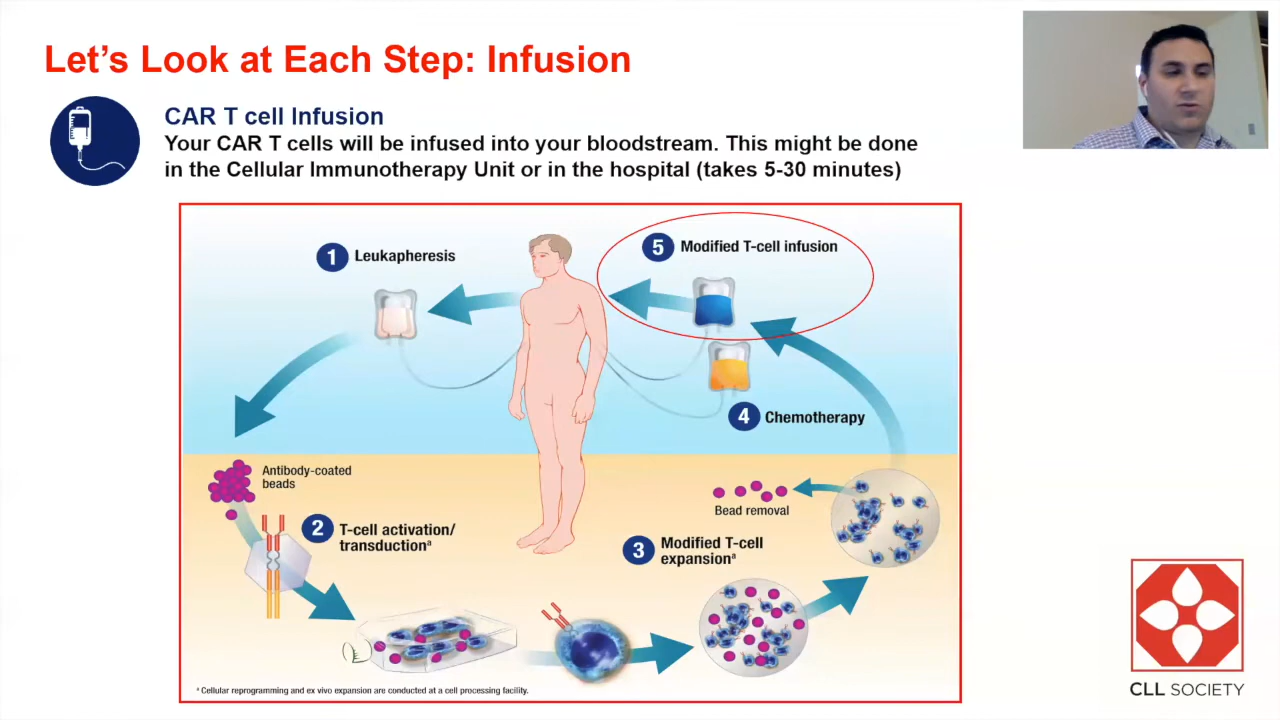 Let's Look at Each Step: Infusion
CAR T cell Infusion
Your CAR T cells will be infused into your bloodstream. This might be done
in the Cellular Immunotherapy Unit or in the hospital (takes 5-30 minutes)
1 Leukapheresis
5 Modified T-cell infusion
4 Chemotherapy
Antibody-coated
beads
2 T-cell activation/
transductionᵃ
Bead removal
3 Modified T-cell
expansionᵃ
ᵃ Cellular reprogramming and ex vivo expansion are conducted at a cell processing facility.
CLL SOCIETY